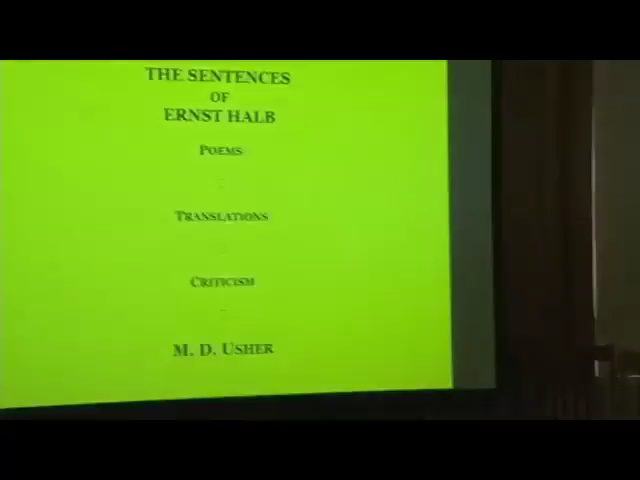 THE SENTENCES
OF
ERNST HALB
POEMS
TRANSLATIONS
CRITICISM
M. D. USHER